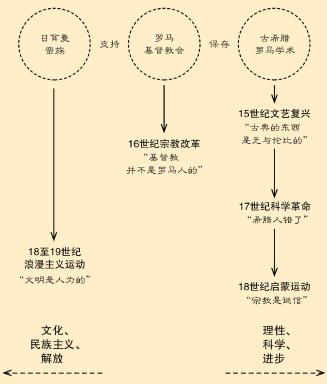 日耳曼
蛮族
支持
罗马
基督教会
保存
古希腊
罗马学术
15世纪文艺复兴
“古典的东西
是无与伦比的”
16世纪宗教改革
“基督教
并不是罗马人的”
17世纪科学革命
“希腊人错了”
18至19世纪
浪漫主义运动
“文明是人为的”
18世纪启蒙运动
“宗教是迷信”
文化、
民族主义、
解放
理性、
科学、
进步